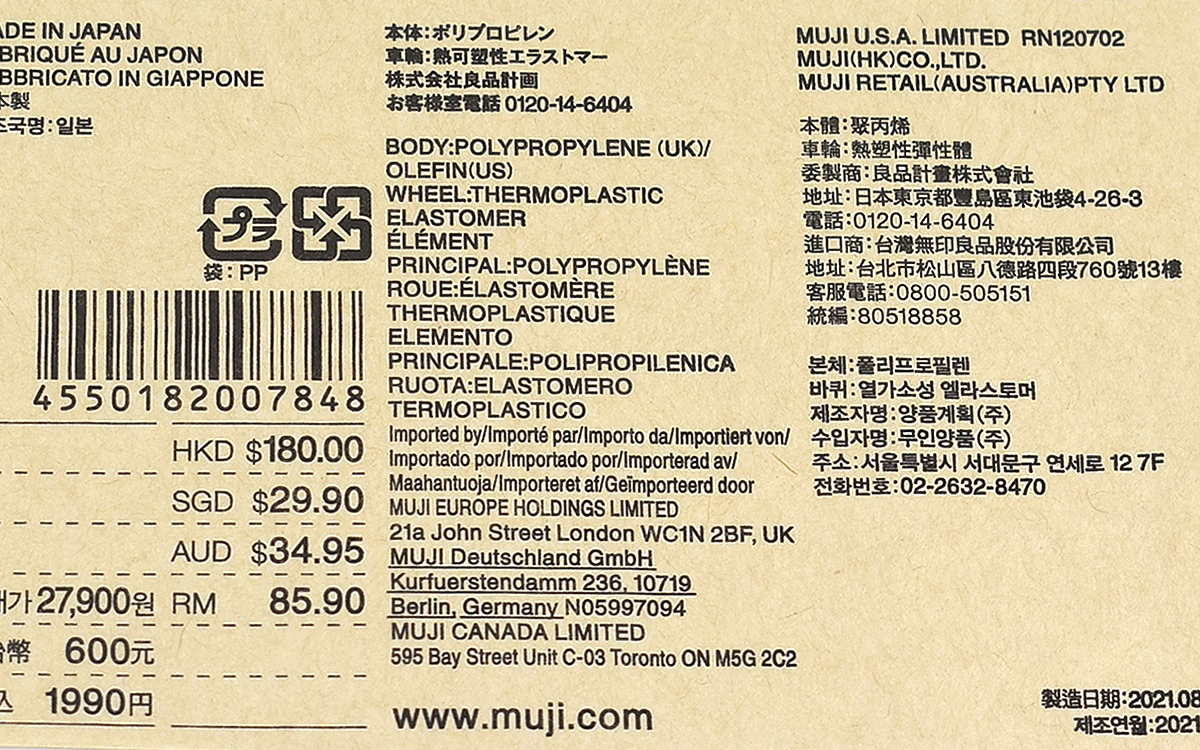 ADE IN JAPAN
BRIQUÉ AU JAPON
BBRICATO IN GIAPPONE
本製
조국명:일본
プラ
袋:PP
4550182007848
HKD $180.00
SGD $29.90
AUD $34.95
매가 27,900원 RM 85.90
台幣 600元
込 1990円
本体:ポリプロピレン
車輪:熱可塑性エラストマー
株式会社良品計画
お客様室電話 0120-14-6404
BODY:POLYPROPYLENE (UK)/
OLEFIN(US)
WHEEL:THERMOPLASTIC
ELASTOMER
ÉLÉMENT
PRINCIPAL:POLYPROPYLÈNE
ROUE:ÉLASTOMÈRE
THERMOPLASTIQUE
ELEMENTO
PRINCIPALE:POLIPROPILENICA
RUOTA:ELASTOMERO
TERMOPLASTICO
Imported by/Importé par/Importo da/Importiert von/
Importado por/Importado por/Importerad av/
Maahantuoja/Importeret af/Geïmporteerd door
MUJI EUROPE HOLDINGS LIMITED
21a John Street London WC1N 2BF, UK
MUJI Deutschland GmbH
Kurfuerstendamm 236, 10719
Berlin, Germany N05997094
MUJI CANADA LIMITED
595 Bay Street Unit C-03 Toronto ON M5G 2C2
www.muji.com
MUJI U.S.A. LIMITED RN120702
MUJI(HK)CO.,LTD.
MUJI RETAIL(AUSTRALIA)PTY LTD
本體:聚丙烯
車輪:熱塑性彈性體
委製商:良品計畫株式會社
地址:日本東京都豐島區東池袋4-26-3
電話:0120-14-6404
進口商:台灣無印良品股份有限公司
地址:台北市松山區八德路四段760號13樓
客服電話:0800-505151
統編:80518858
본체:폴리프로필렌
바퀴:열가소성 엘라스토머
제조자명:양품계획(주)
수입자명:무인양품(주)
주소:서울특별시 서대문구 연세로 12 7F
전화번호:02-2632-8470
製造日期:2021.08
제조연월:2021